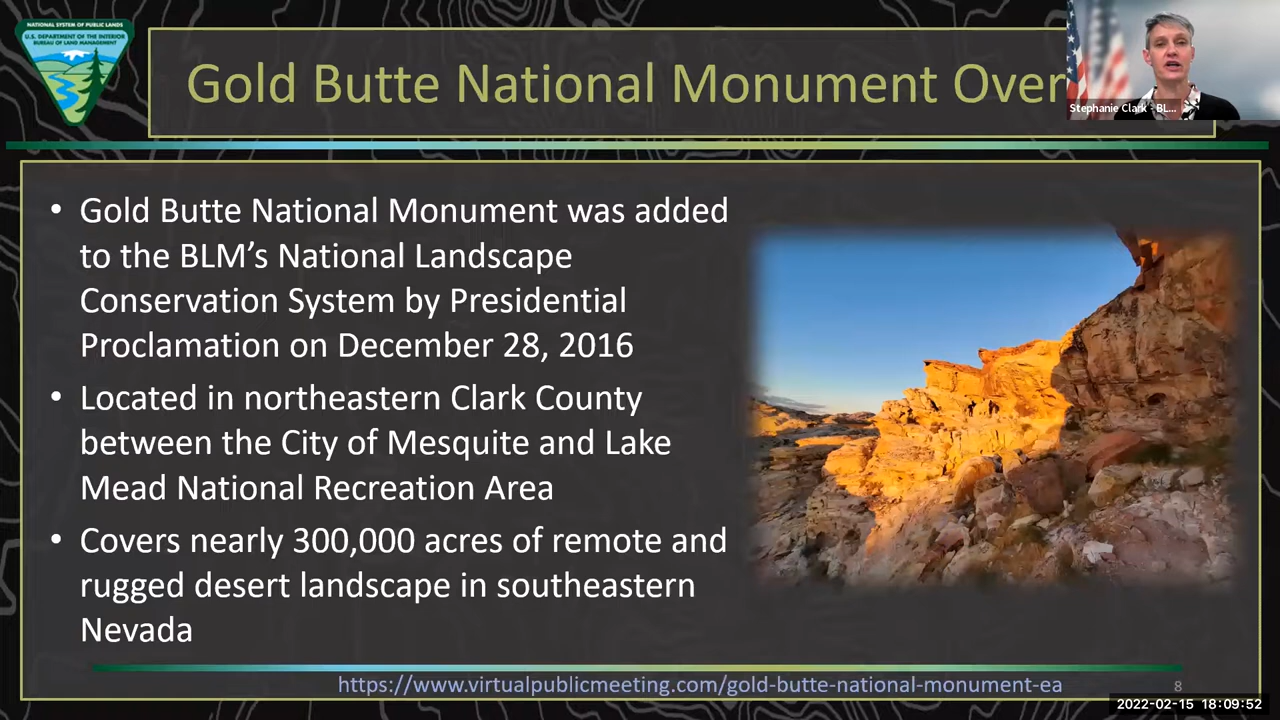 NATIONAL SYSTEM OF PUBLIC LANDS
U.S. DEPARTMENT OF THE INTERIOR
BUREAU OF LAND MANAGEMENT
Gold Butte National Monument Over
Stephanie Clark - BL...
• Gold Butte National Monument was added
to the BLM’s National Landscape
Conservation System by Presidential
Proclamation on December 28, 2016
• Located in northeastern Clark County
between the City of Mesquite and Lake
Mead National Recreation Area
• Covers nearly 300,000 acres of remote and
rugged desert landscape in southeastern
Nevada
https://www.virtualpublicmeeting.com/gold-butte-national-monument-ea
8
2022-02-15 18:09:52